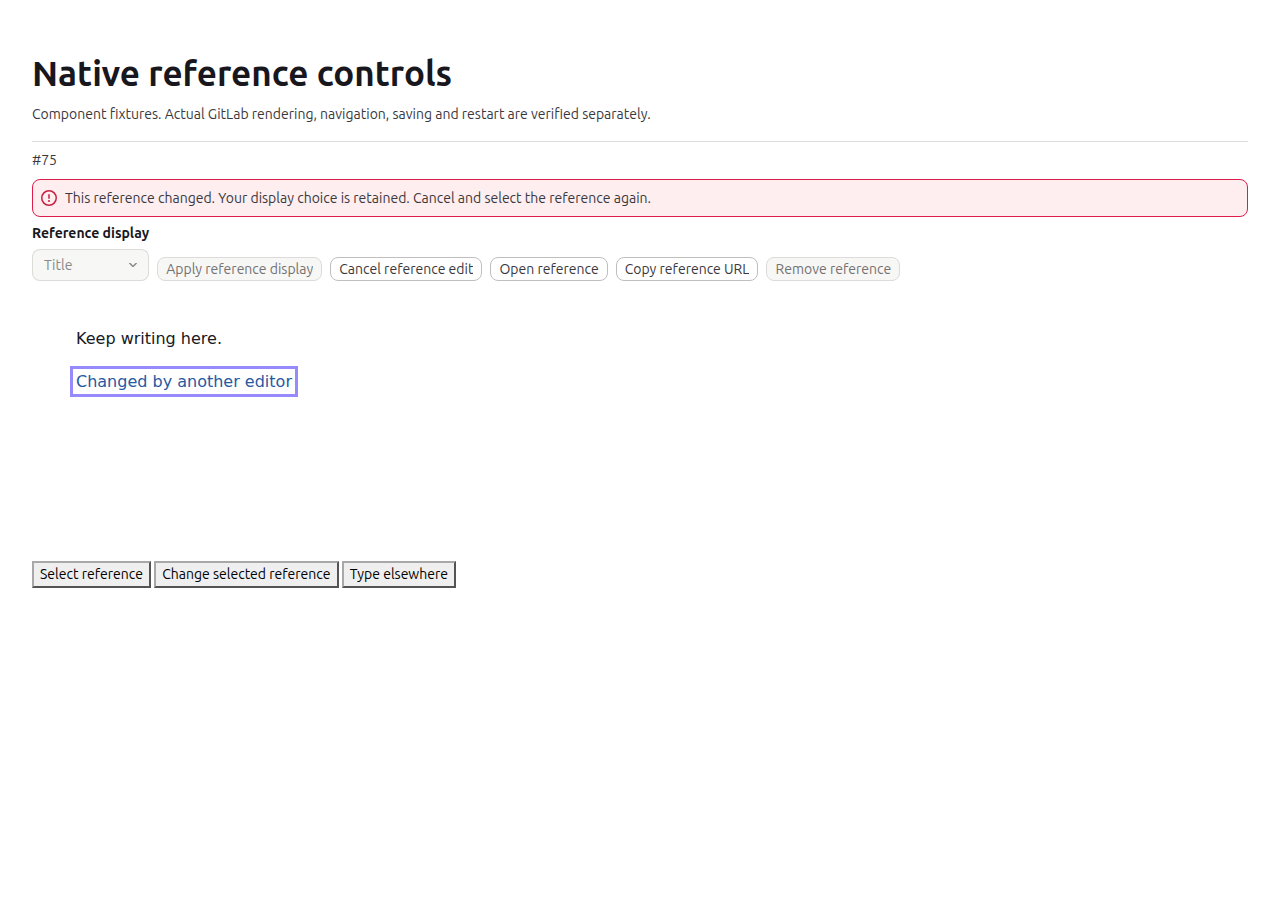 Native reference controls
Component fixtures. Actual GitLab rendering, navigation, saving and restart are verified separately.
#75
This reference changed. Your display choice is retained. Cancel and select the reference again.
Reference display
Title Apply reference display Cancel reference edit Open reference Copy reference URL Remove reference
Keep writing here.
Changed by another editor
Select reference Change selected reference Type elsewhere